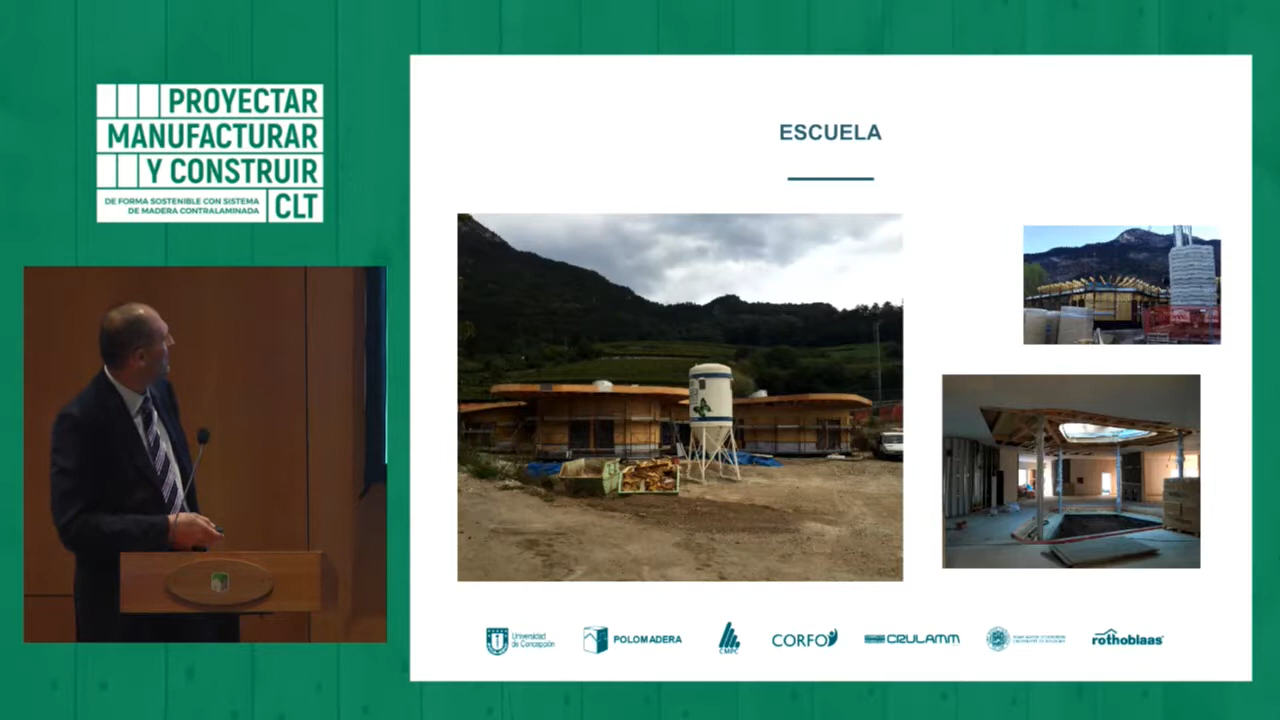 PROYECTAR
MANUFACTURAR
Y CONSTRUIR
DE FORMA SOSTENIBLE CON SISTEMA
DE MADERA CONTRALAMINADA
CLT
ESCUELA
Universidad
de Concepción
POLOMADERA
CMPC
CORFO
CRULAMM
rothoblaas